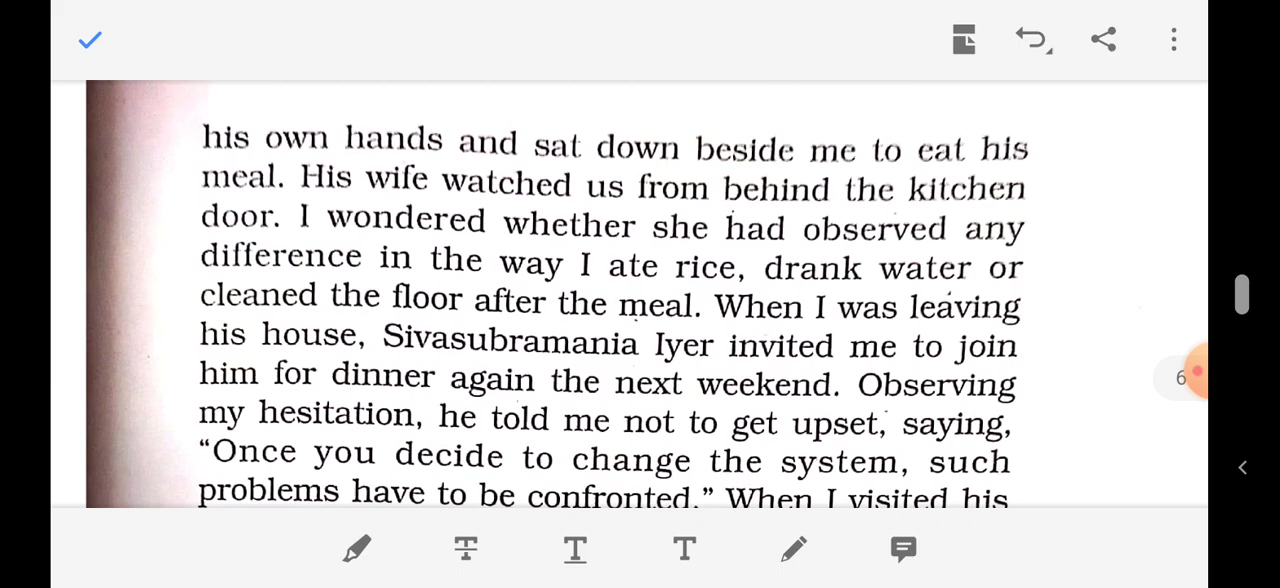 his own hands and sat down beside me to eat his
meal. His wife watched us from behind the kitchen
door. I wondered whether she had observed any
difference in the way I ate rice, drank water or
cleaned the floor after the meal. When I was leaving
his house, Sivasubramania Iyer invited me to join
him for dinner again the next weekend. Observing
my hesitation, he told me not to get upset, saying,
“Once you decide to change the system, such
problems have to be confronted.” When I visited his
6
T
T
T